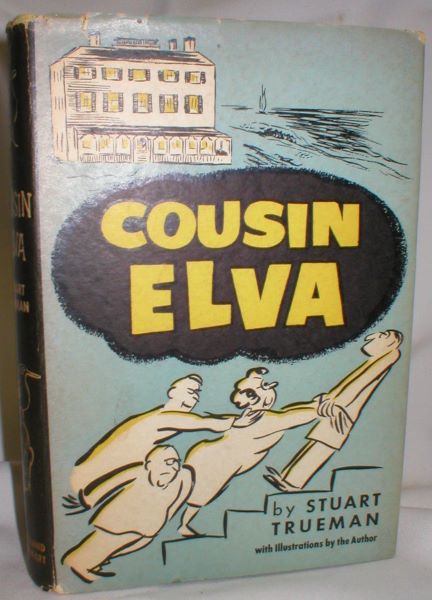 COUSIN
ELVA
by STUART
TRUEMAN
with Illustrations by the Author